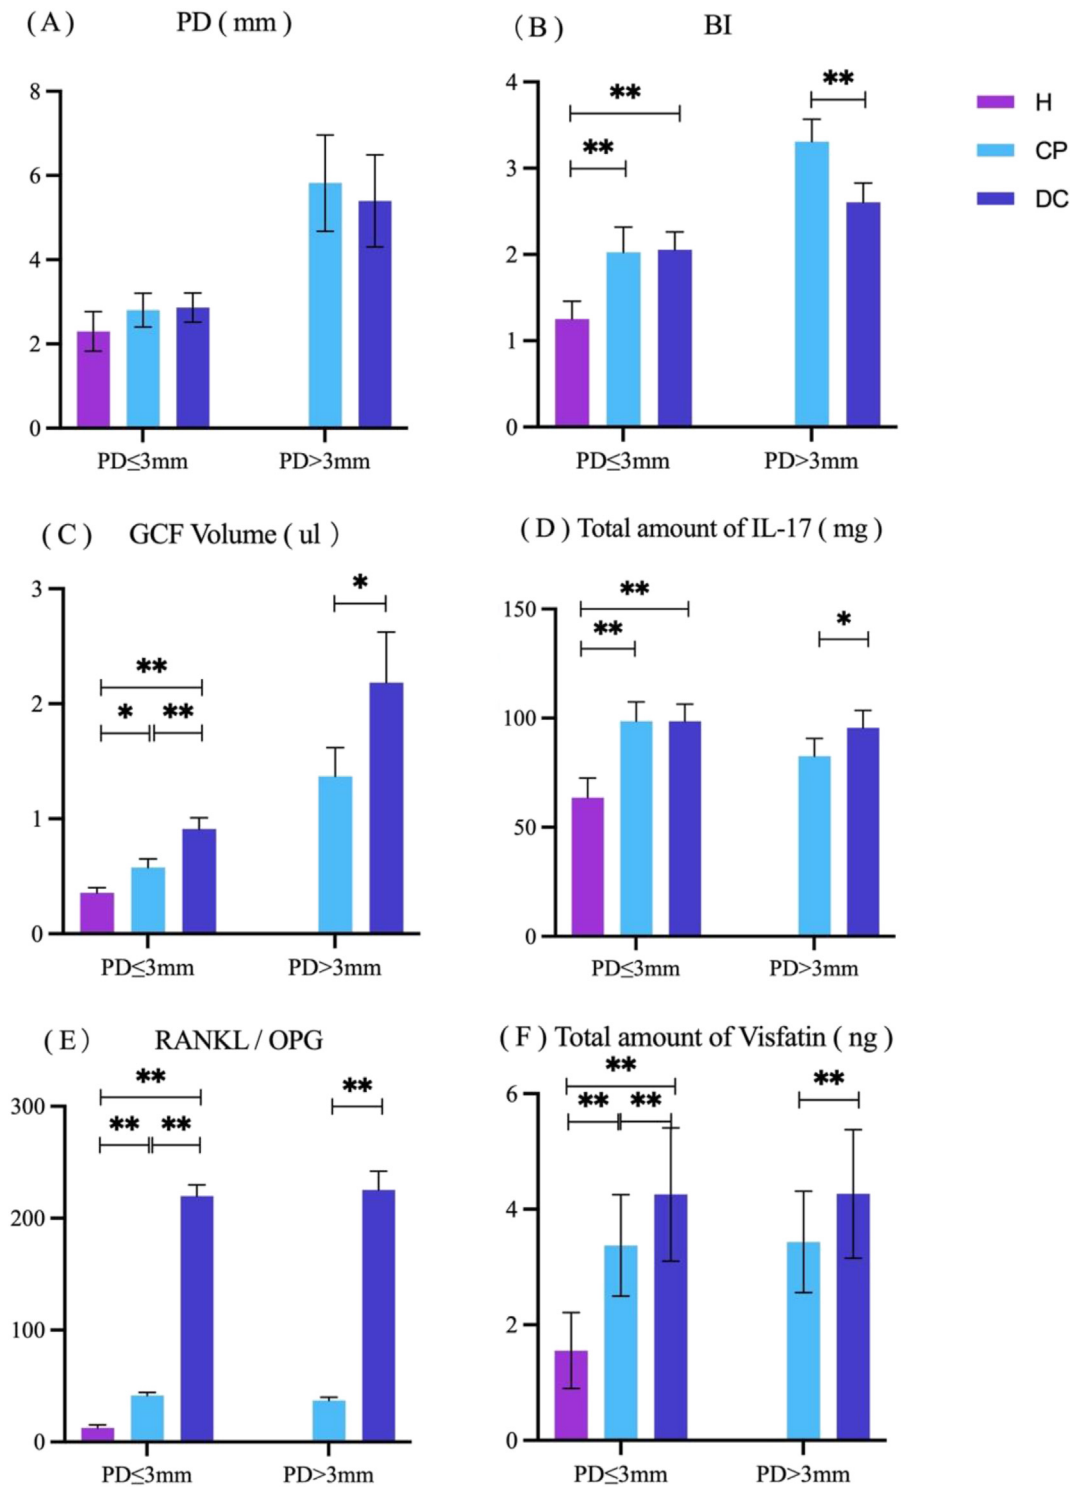 ( A ) PD ( mm )
8
6
4
2
0
PD≤3mm PD>3mm
( B ) BI
4
3
2
1
0
** ** **
PD≤3mm PD>3mm
H
CP
DC
( C ) GCF Volume ( ul )
3
2
1
0
** * ** *
PD≤3mm PD>3mm
( D ) Total amount of IL-17 ( mg )
150
100
50
0
** ** *
PD≤3mm PD>3mm
( E ) RANKL / OPG
300
200
100
0
** ** ** **
PD≤3mm PD>3mm
( F ) Total amount of Visfatin ( ng )
6
4
2
0
** ** ** **
PD≤3mm PD>3mm